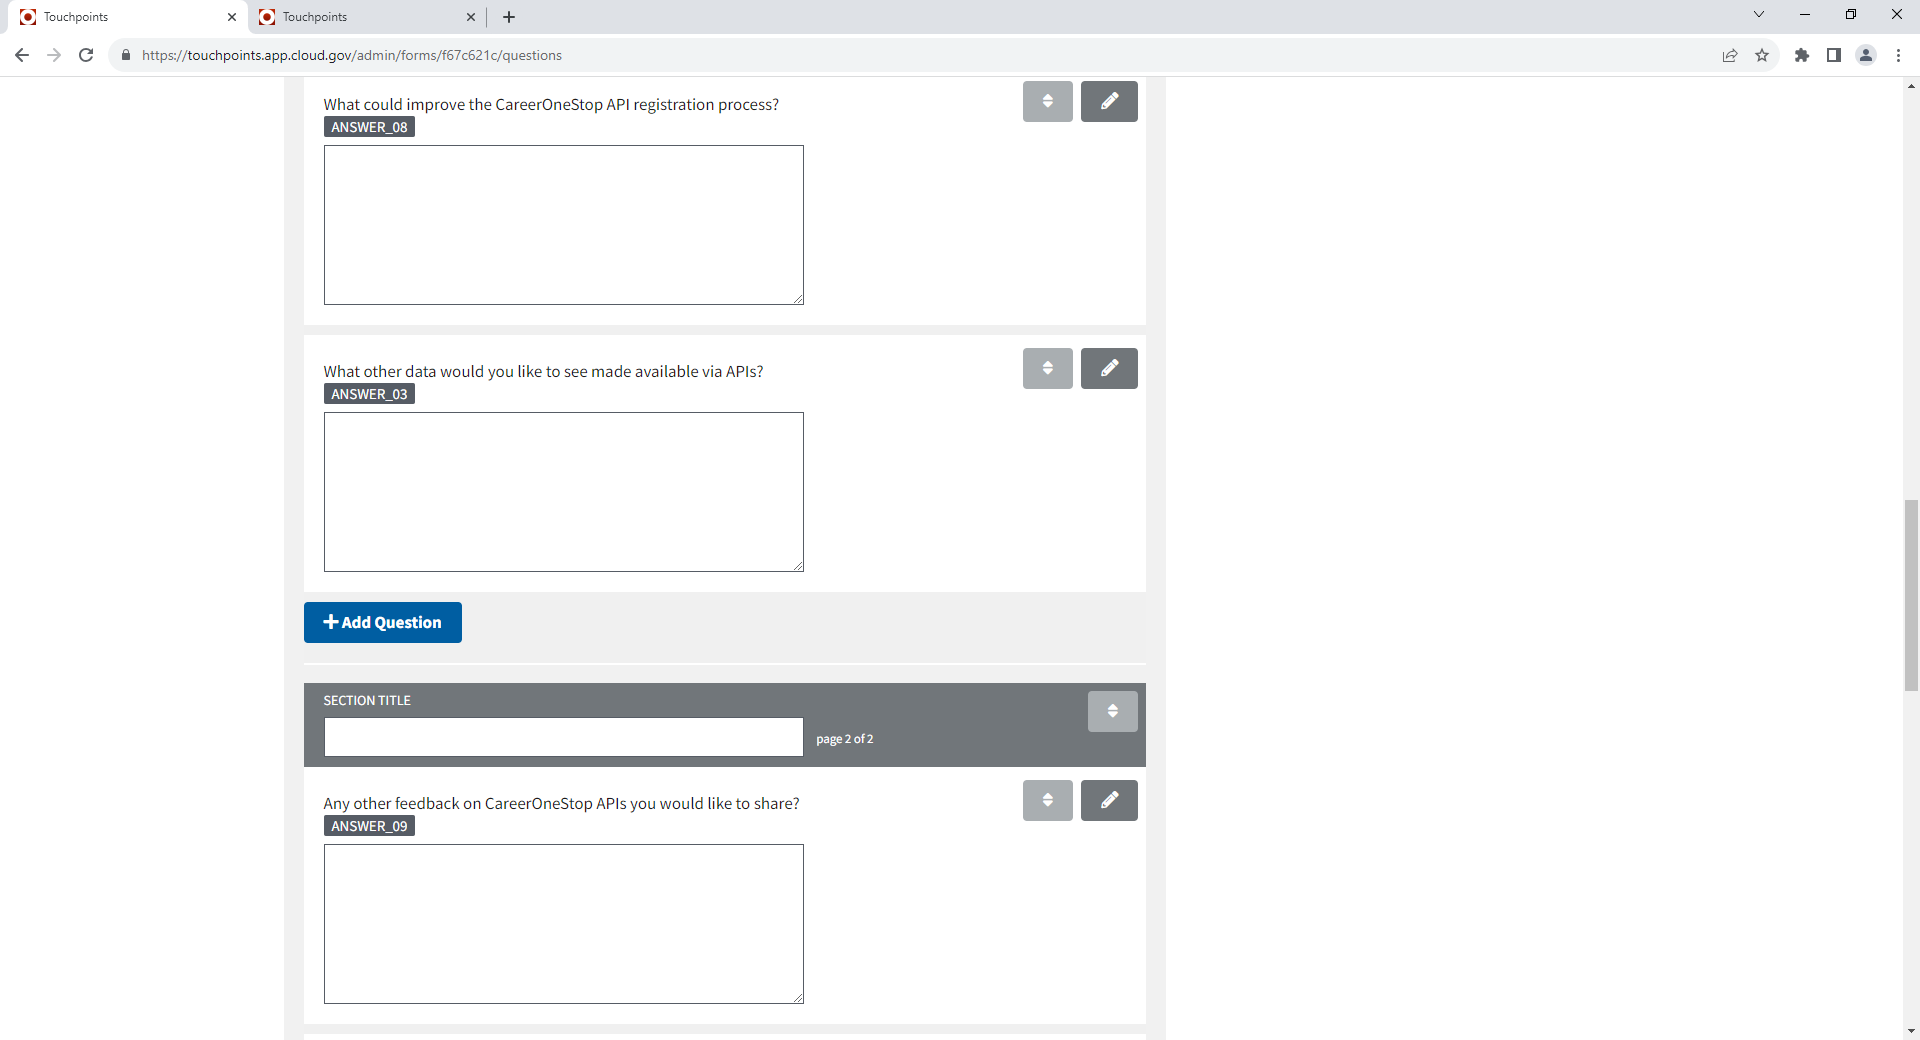 Touchpoints
Touchpoints
https://touchpoints.app.cloud.gov/admin/forms/f67c621c/questions
What could improve the CareerOneStop API registration process?
ANSWER_08
What other data would you like to see made available via APIs?
ANSWER_03
Add Question
SECTION TITLE
page 2 of 2
Any other feedback on CareerOneStop APIs you would like to share?
ANSWER_09